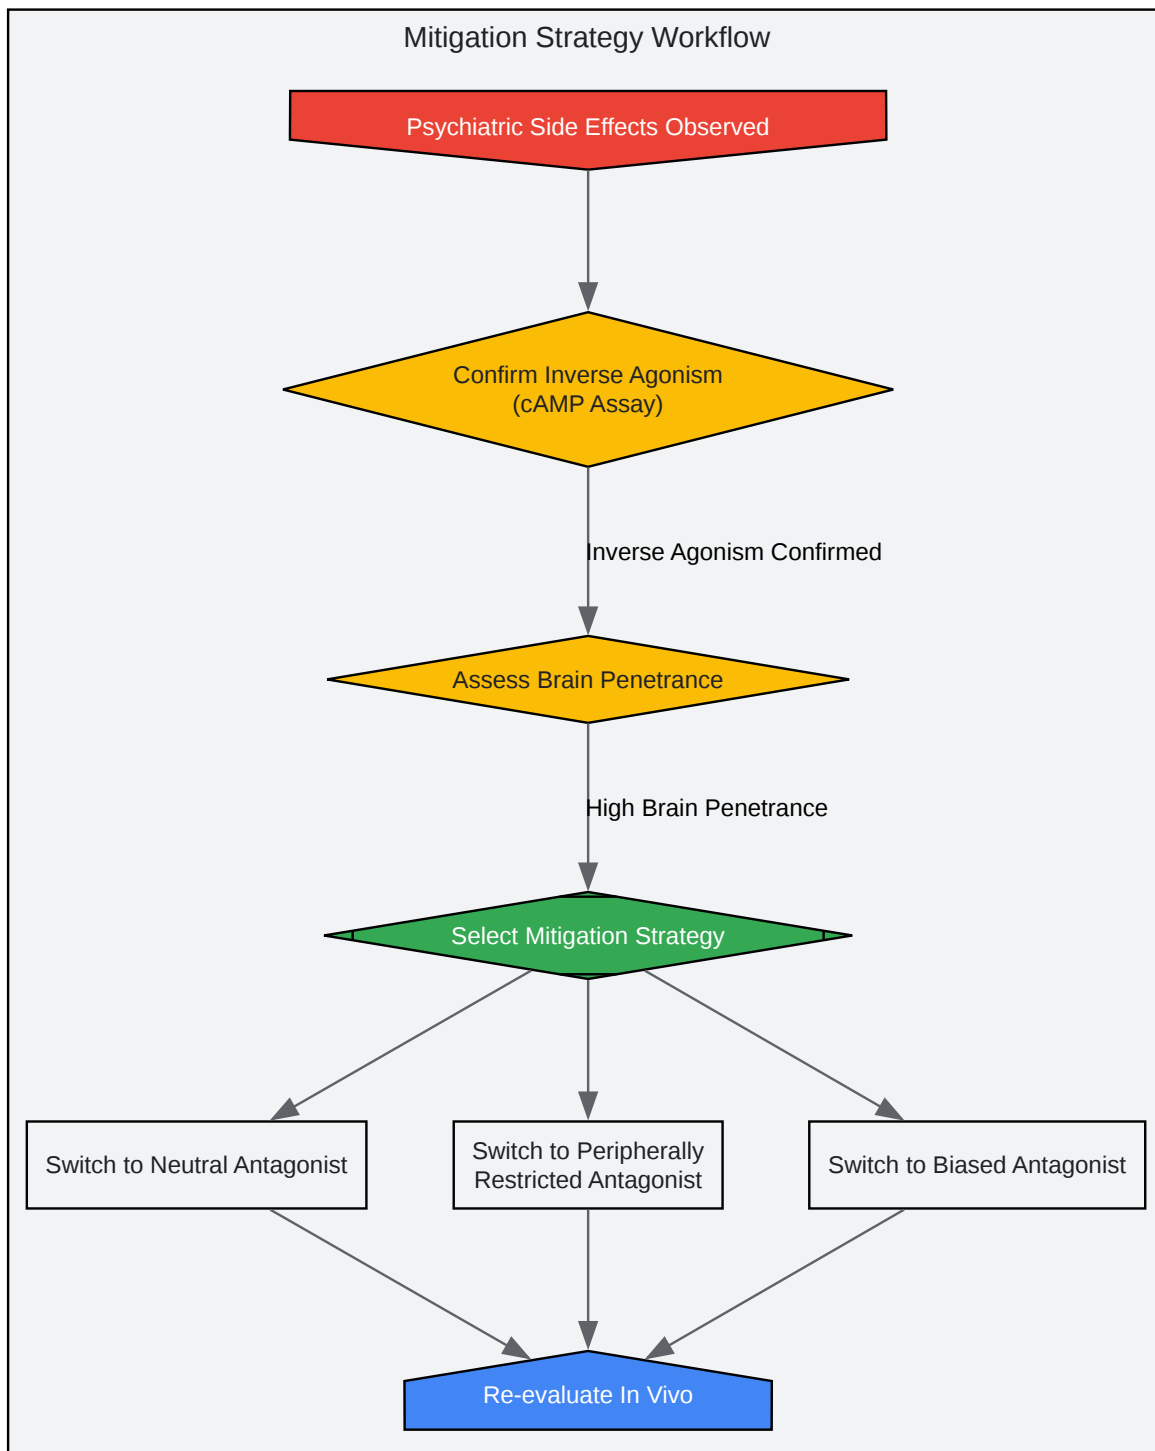 Mitigation Strategy Workflow
Psychiatric Side Effects Observed
Confirm Inverse Agonism
(cAMP Assay)
Inverse Agonism Confirmed
Assess Brain Penetrance
High Brain Penetrance
Select Mitigation Strategy
Switch to Neutral Antagonist
Switch to Peripherally
Restricted Antagonist
Switch to Biased Antagonist
Re-evaluate In Vivo